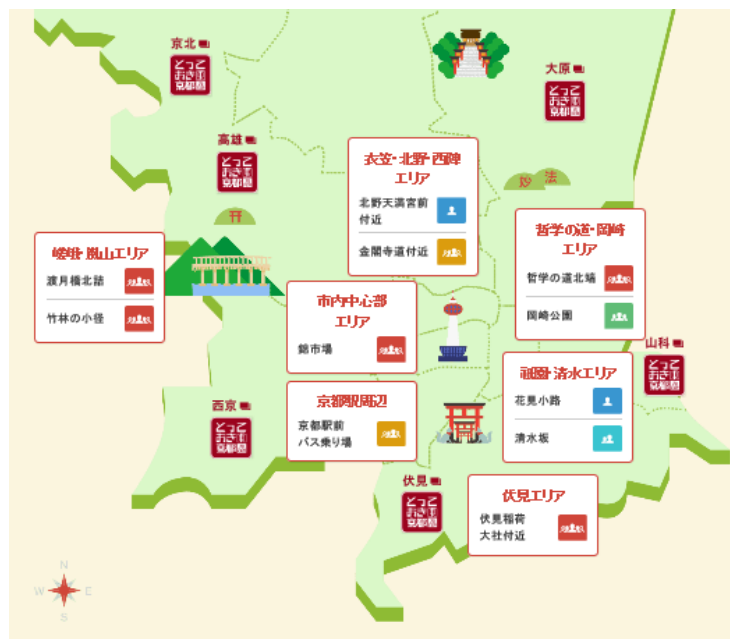 京北
とって
おき
京都
大原
とって
おき
京都
高雄
とって
おき
京都
衣笠・北野・西陣
エリア
北野天満宮前
付近
金閣寺道付近
妙
法
哲学の道・岡崎
エリア
哲学の道北端
岡崎公園
嵯峨・嵐山エリア
渡月橋北詰
竹林の小径
市内中心部
エリア
錦市場
山科
とって
おき
京都
祇園・清水エリア
花見小路
清水坂
西京
とって
おき
京都
京都駅周辺
京都駅前
バス乗り場
伏見
とって
おき
京都
伏見エリア
伏見稲荷
大社付近
N
W
E
S